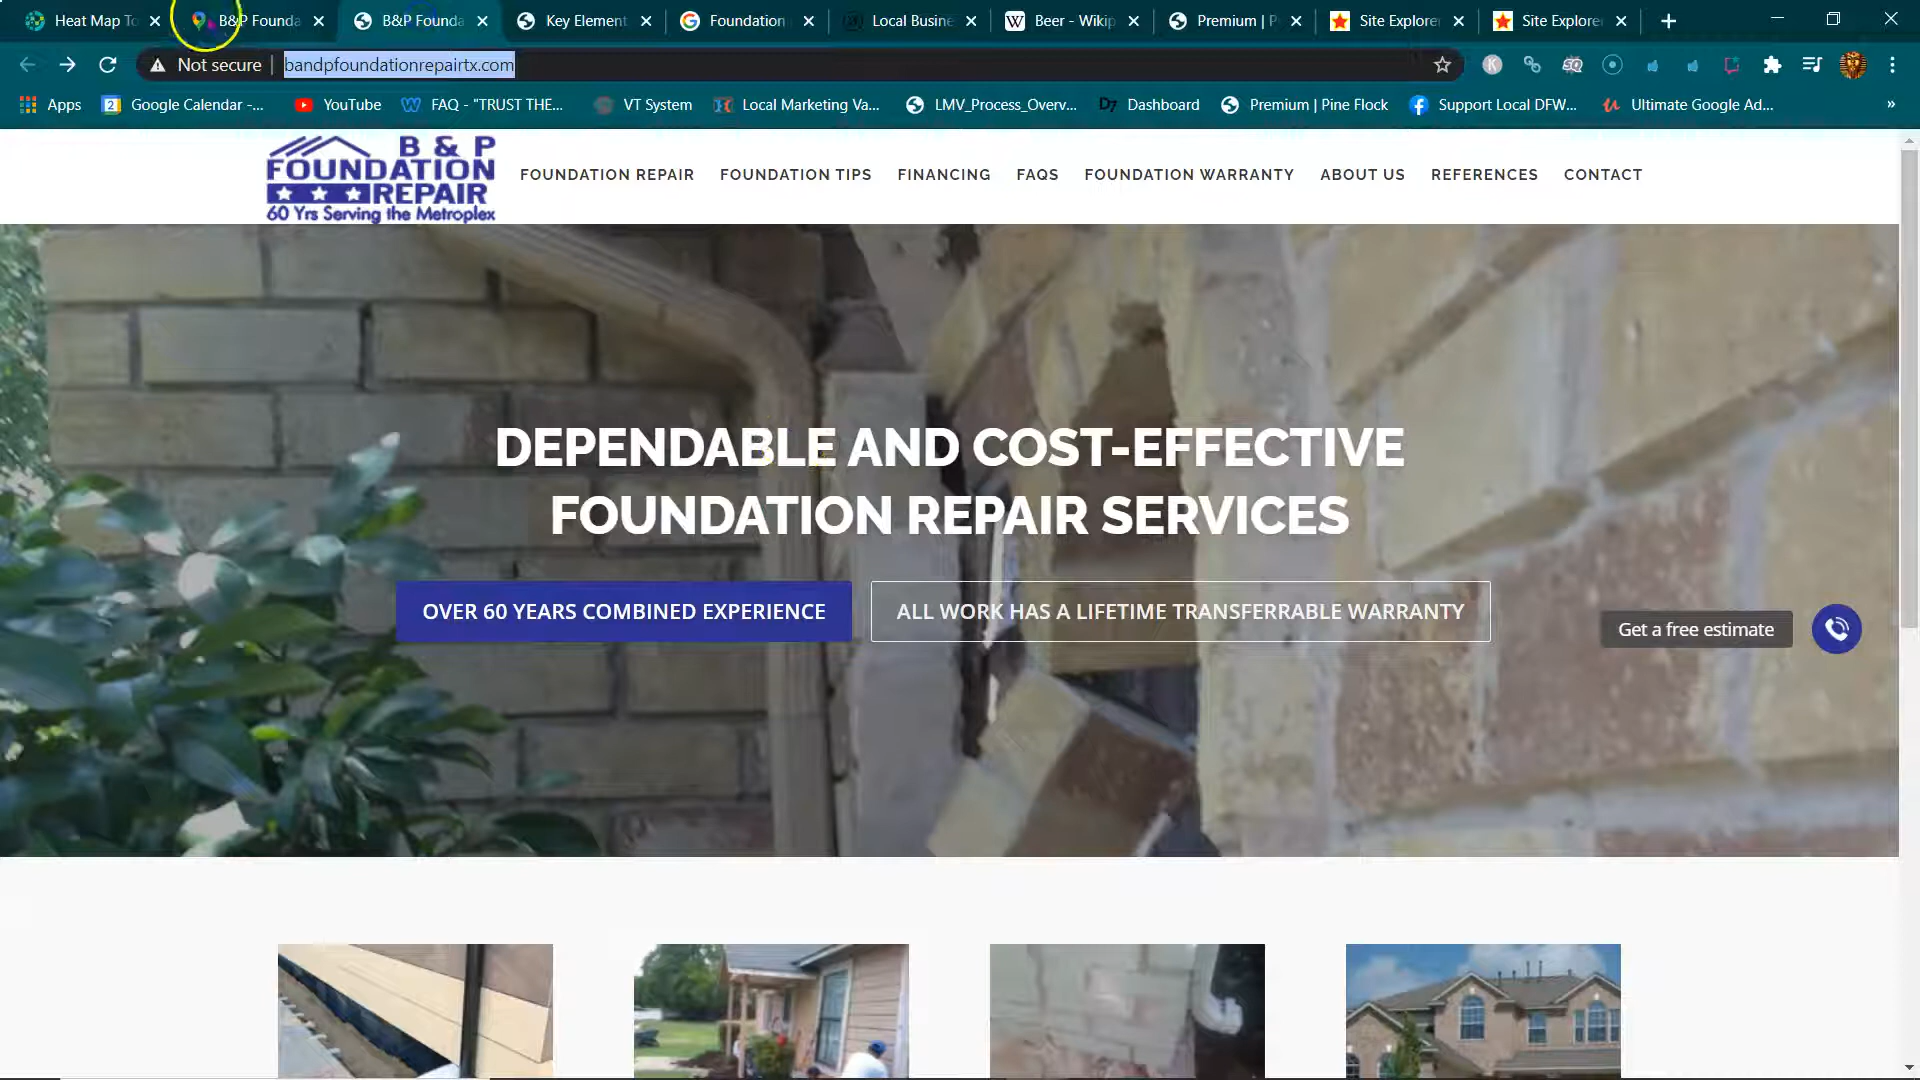 Heat Map To
B&P Founda
B&P Founda
Key Element
Foundation
Local Busine
Beer - Wikip
Premium | P
Site Explorer
Site Explorer
Not secure
bandpfoundationrepairtx.com
Apps
Google Calendar -...
YouTube
FAQ - "TRUST THE...
VT System
Local Marketing Va...
LMV_Process_Overv...
Dashboard
Premium | Pine Flock
Support Local DFW...
Ultimate Google Ad...
»
B & P
FOUNDATION
REPAIR
60 Yrs Serving the Metroplex
FOUNDATION REPAIR
FOUNDATION TIPS
FINANCING
FAQS
FOUNDATION WARRANTY
ABOUT US
REFERENCES
CONTACT
DEPENDABLE AND COST-EFFECTIVE
FOUNDATION REPAIR SERVICES
OVER 60 YEARS COMBINED EXPERIENCE
ALL WORK HAS A LIFETIME TRANSFERRABLE WARRANTY
Get a free estimate